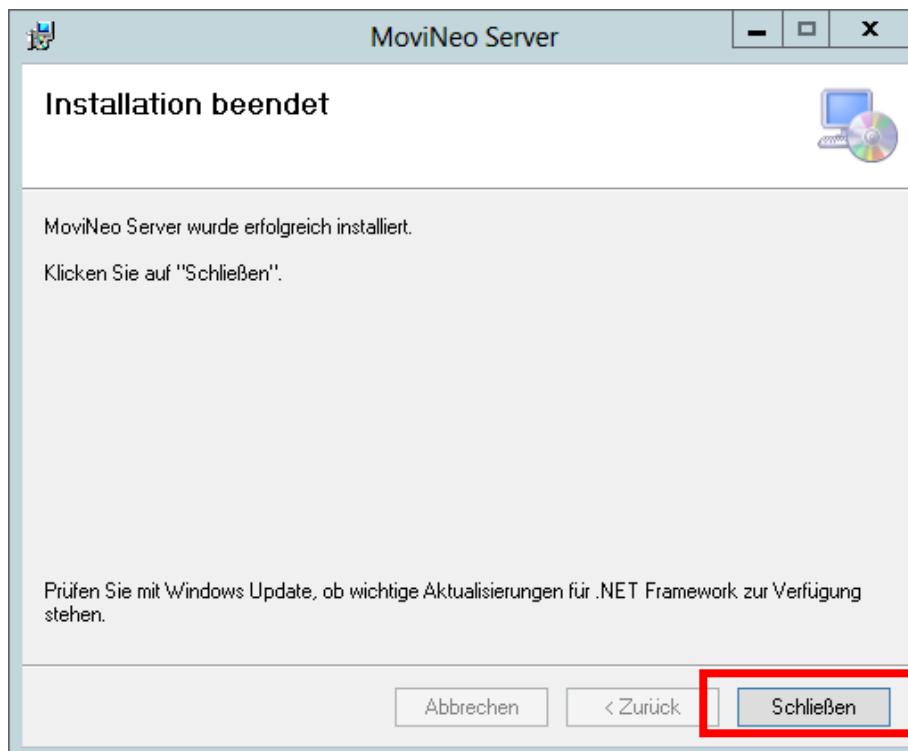 MoviNeo Server
Installation beendet
MoviNeo Server wurde erfolgreich installiert.
Klicken Sie auf "Schließen".
Prüfen Sie mit Windows Update, ob wichtige Aktualisierungen für .NET Framework zur Verfügung
stehen.
Abbrechen
< Zurück
Schließen